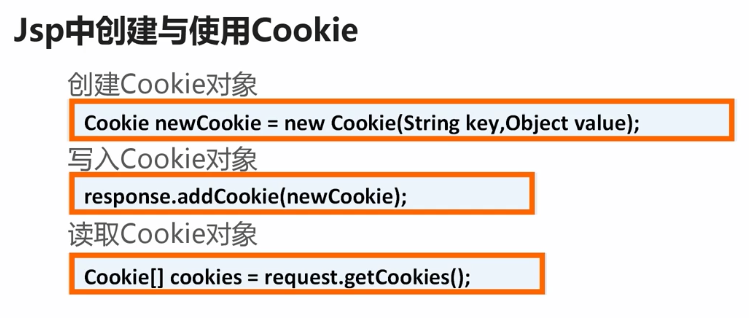 Jsp中创建与使用Cookie
创建Cookie对象
Cookie newCookie = new Cookie(String key,Object value);
写入Cookie对象
response.addCookie(newCookie);
读取Cookie对象
Cookie[] cookies = request.getCookies();